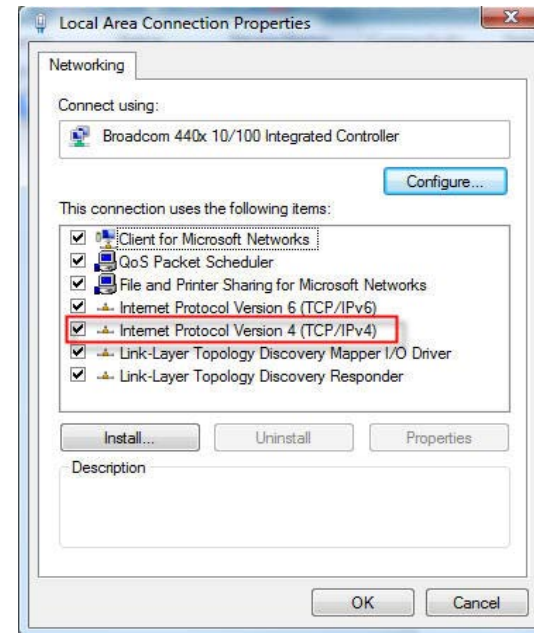 Local Area Connection Properties
Networking
Connect using:
Broadcom 440x 10/100 Integrated Controller
Configure...
This connection uses the following items:
Client for Microsoft Networks
QoS Packet Scheduler
File and Printer Sharing for Microsoft Networks
Internet Protocol Version 6 (TCP/IPv6)
Internet Protocol Version 4 (TCP/IPv4)
Link-Layer Topology Discovery Mapper I/O Driver
Link-Layer Topology Discovery Responder
Install... Uninstall Properties
Description
OK Cancel